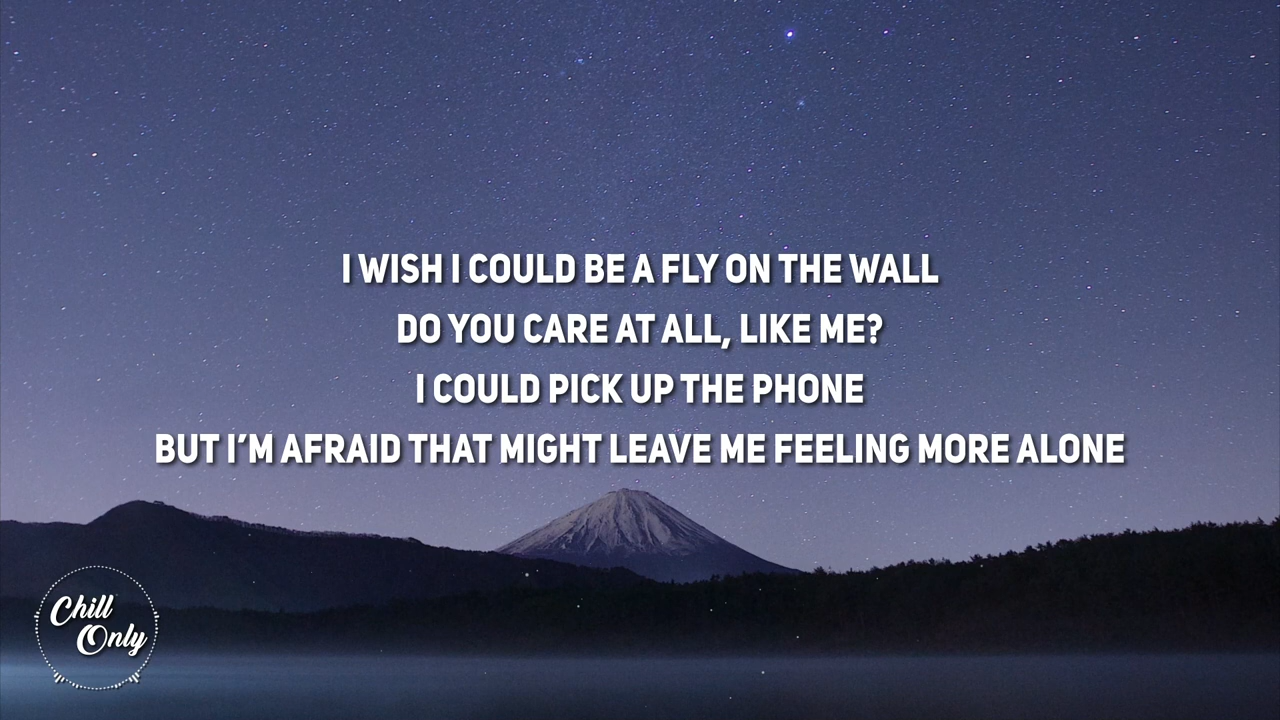 I WISH I COULD BE A FLY ON THE WALL
DO YOU CARE AT ALL, LIKE ME?
I COULD PICK UP THE PHONE
BUT I'M AFRAID THAT MIGHT LEAVE ME FEELING MORE ALONE
Chill
Only